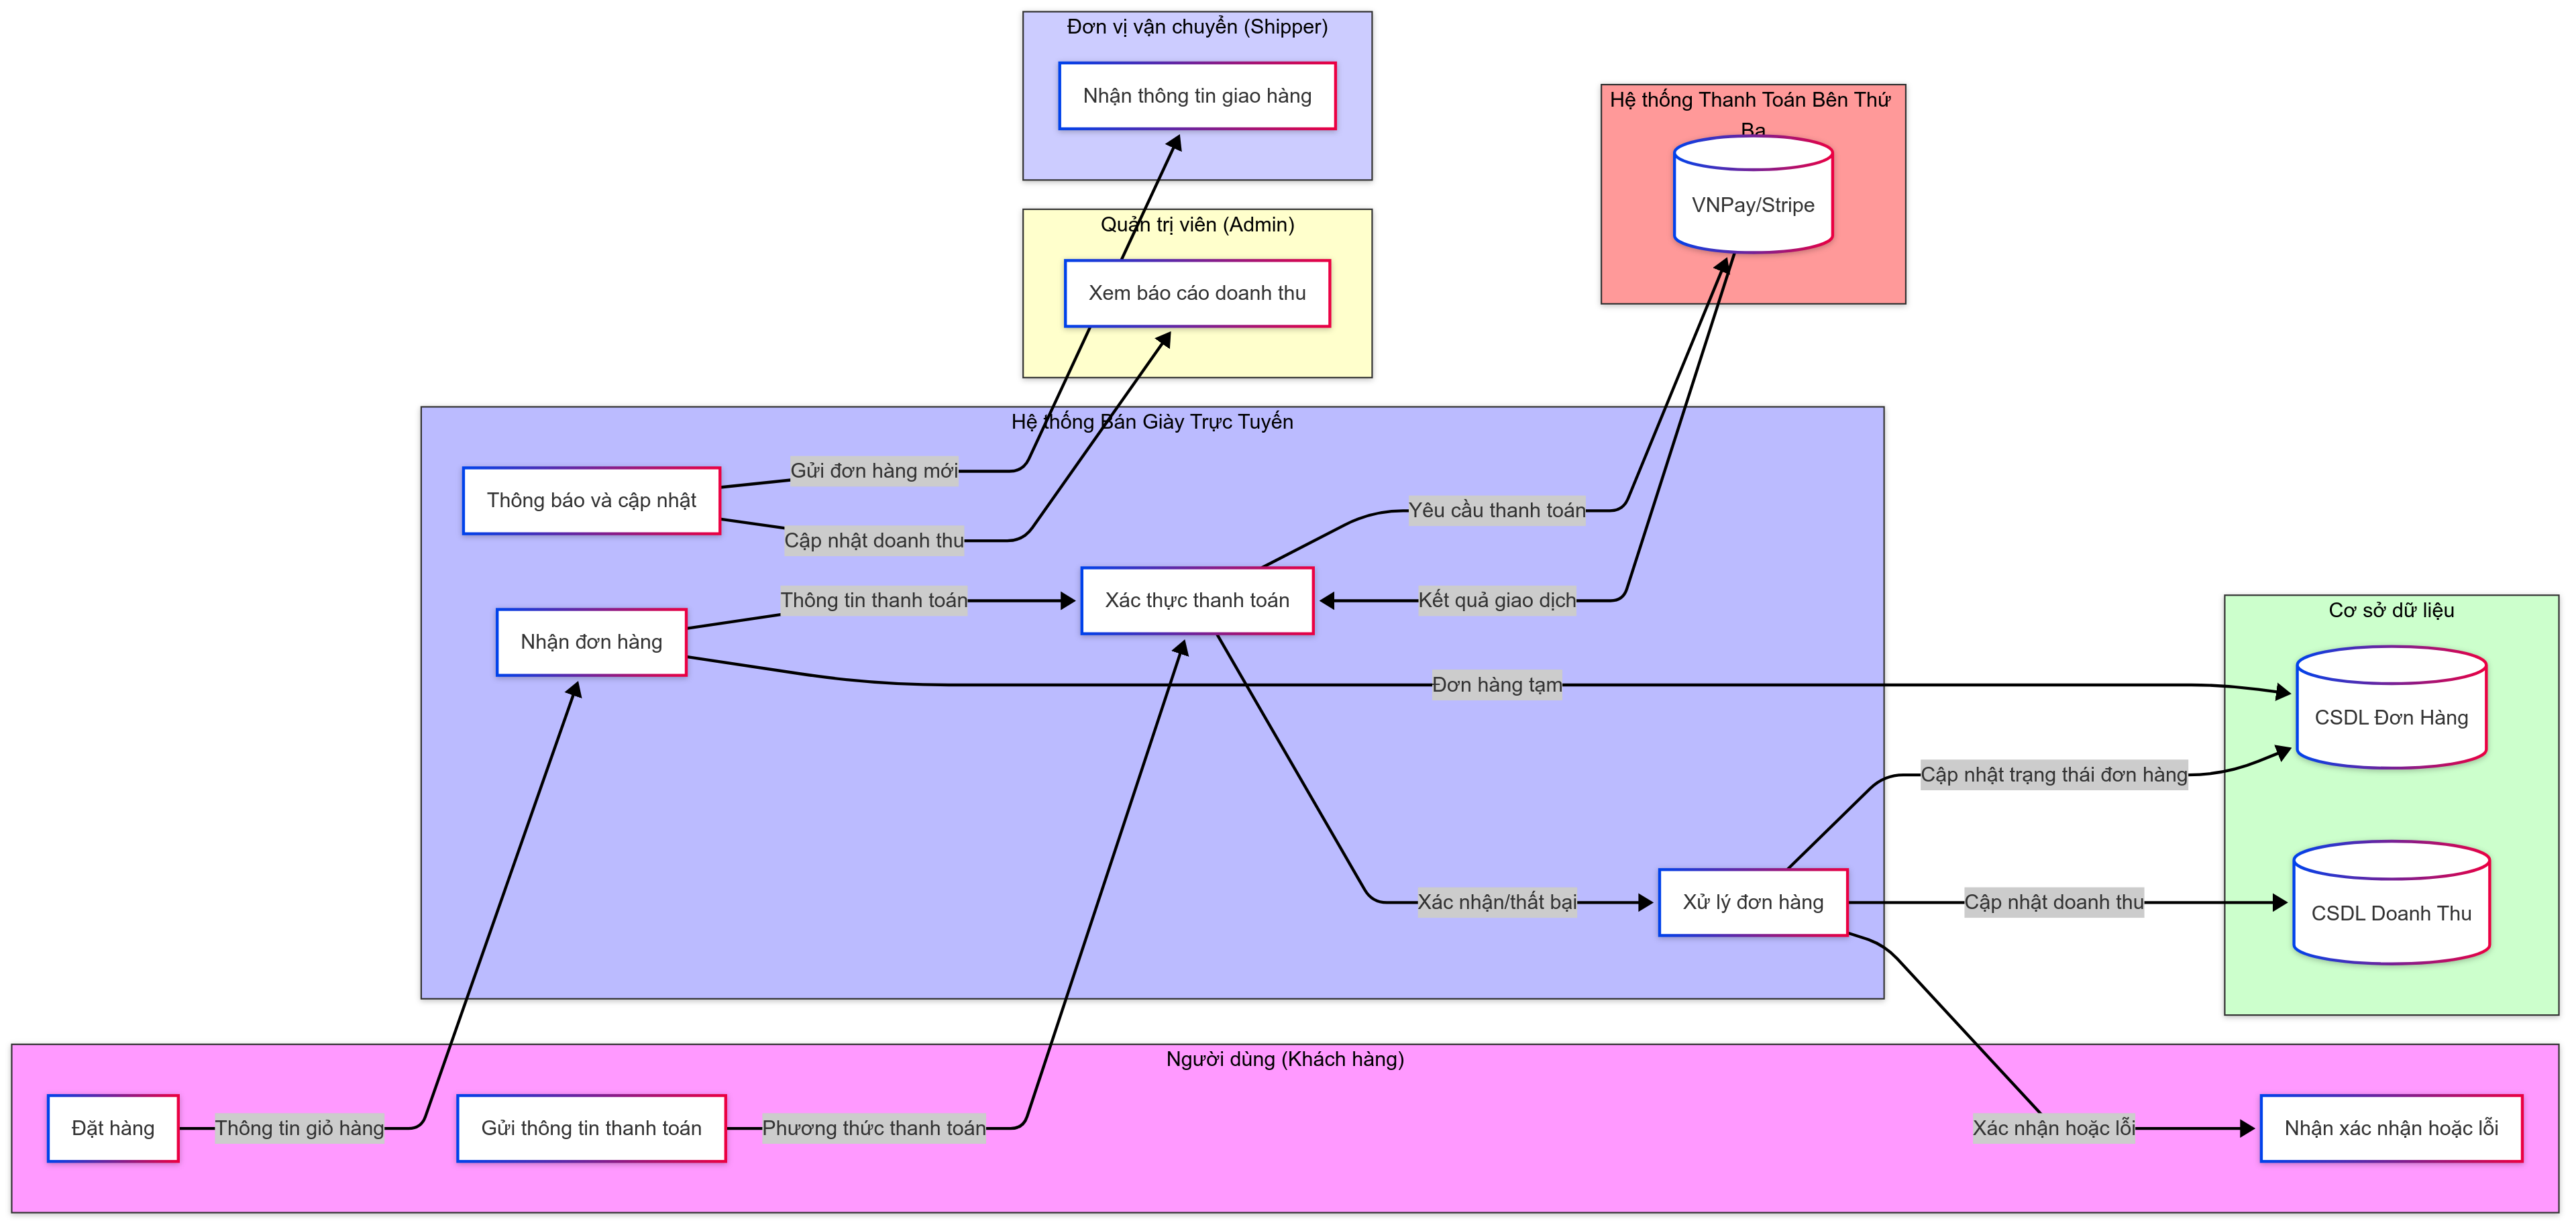 Đơn vị vận chuyển (Shipper)
Nhận thông tin giao hàng
Hệ thống Thanh Toán Bên Thứ
Ba
VNPay/Stripe
Quản trị viên (Admin)
Xem báo cáo doanh thu
Hệ thống Bán Giày Trực Tuyến
Gửi đơn hàng mới
Thông báo và cập nhật
Cập nhật doanh thu
Yêu cầu thanh toán
Thông tin thanh toán
Xác thực thanh toán
Kết quả giao dịch
Nhận đơn hàng
Đơn hàng tạm
Cơ sở dữ liệu
CSDL Đơn Hàng
Cập nhật trạng thái đơn hàng
Xác nhận/thất bại
Xử lý đơn hàng
Cập nhật doanh thu
CSDL Doanh Thu
Người dùng (Khách hàng)
Đặt hàng
Thông tin giỏ hàng
Gửi thông tin thanh toán
Phương thức thanh toán
Xác nhận hoặc lỗi
Nhận xác nhận hoặc lỗi